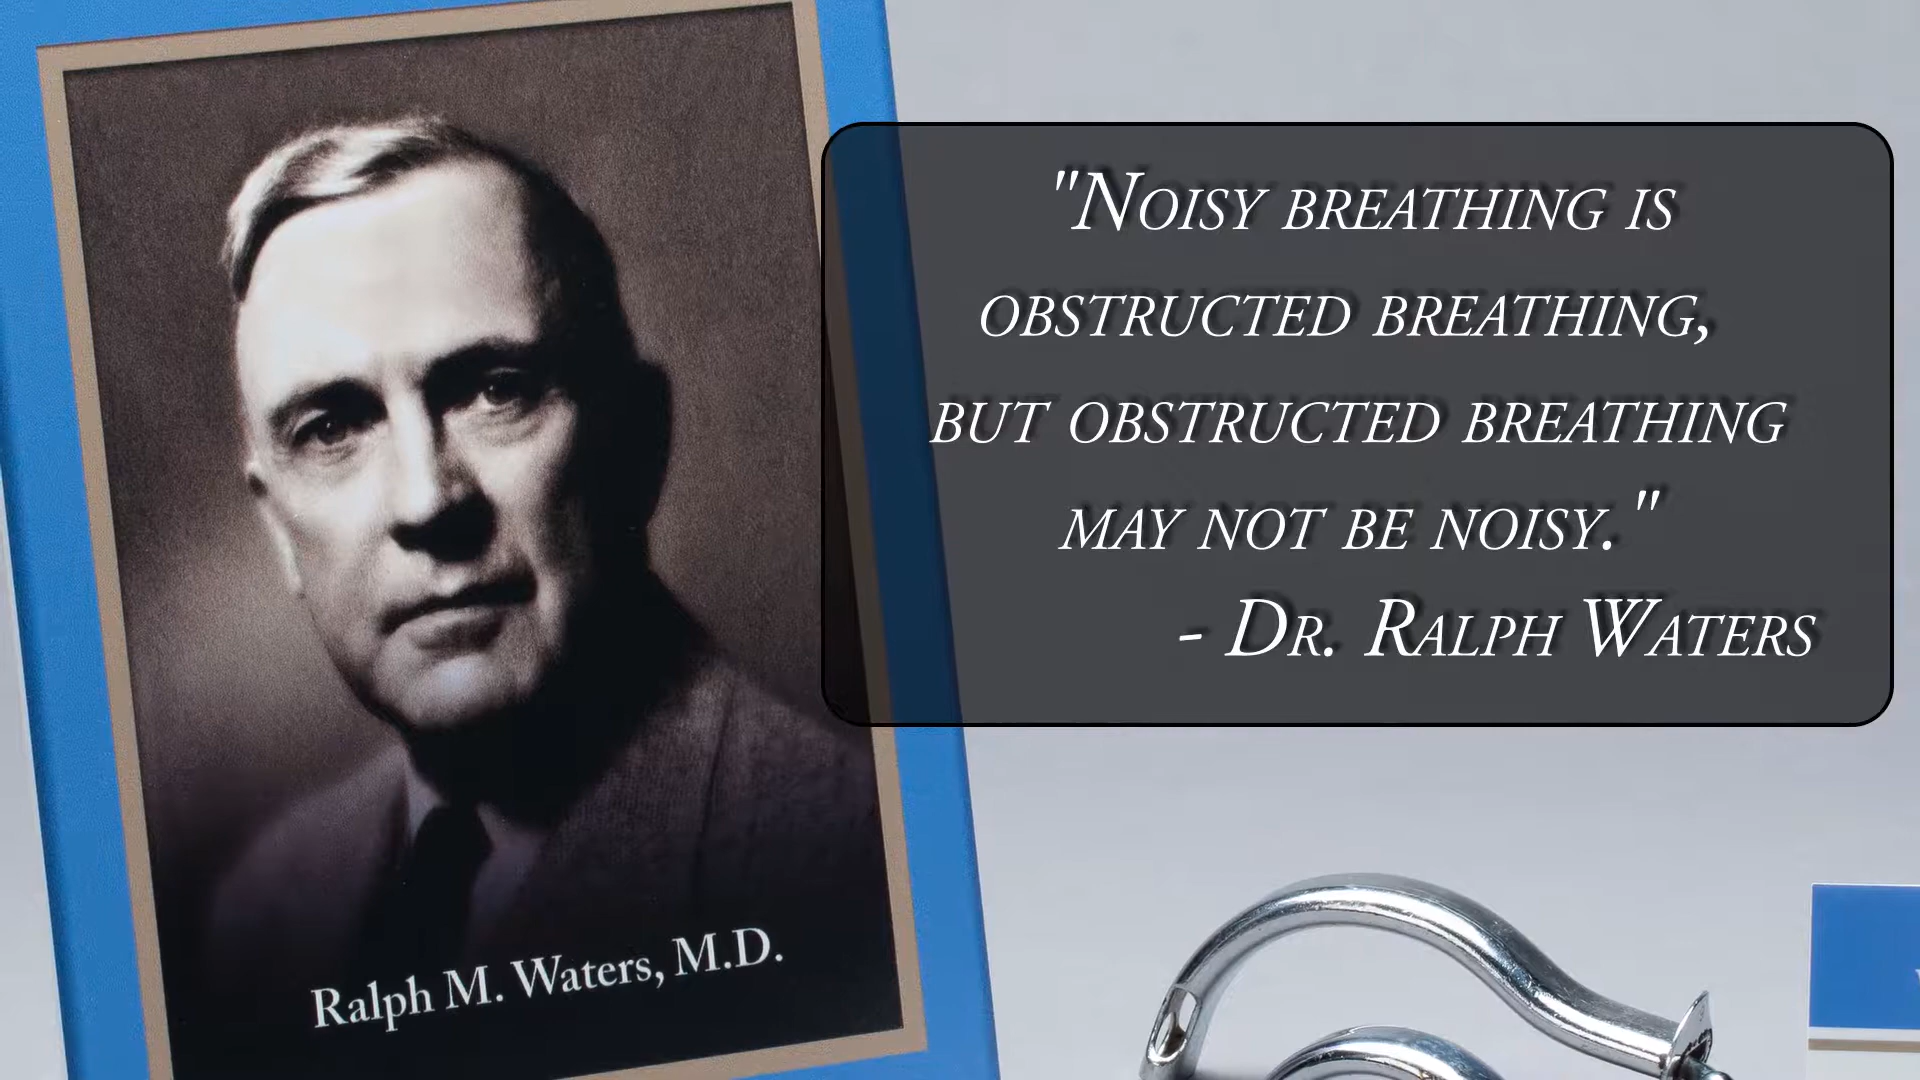 "Noisy breathing is
obstructed breathing,
but obstructed breathing
may not be noisy."
- Dr. Ralph Waters
Ralph M. Waters, M.D.